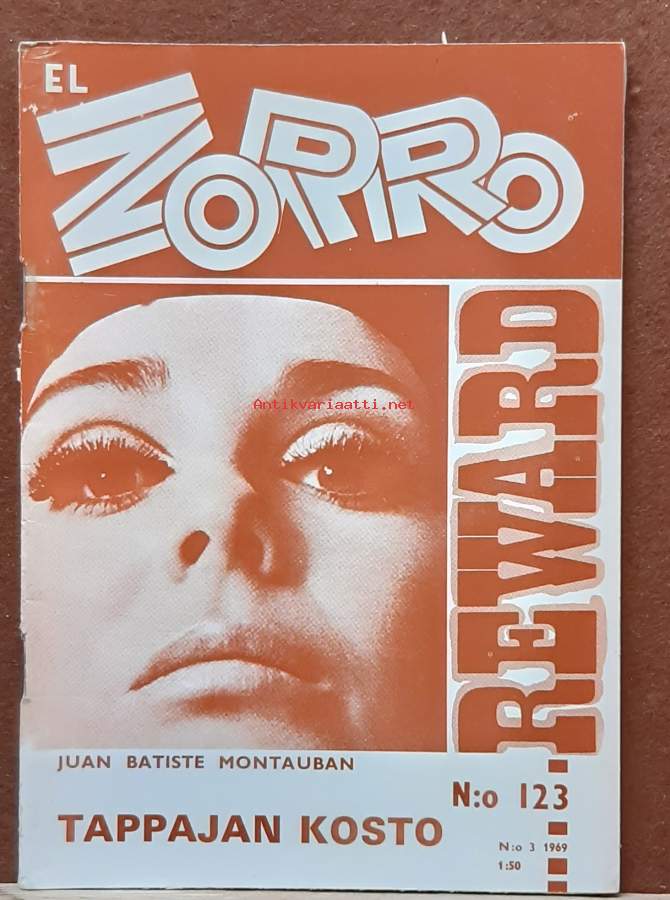 EL
ZORRO
Antikvariaatti.net
REWARD
JUAN BATISTE MONTAUBAN
N:o 123
TAPPAJAN KOSTO
N:o 3 1969
1:50